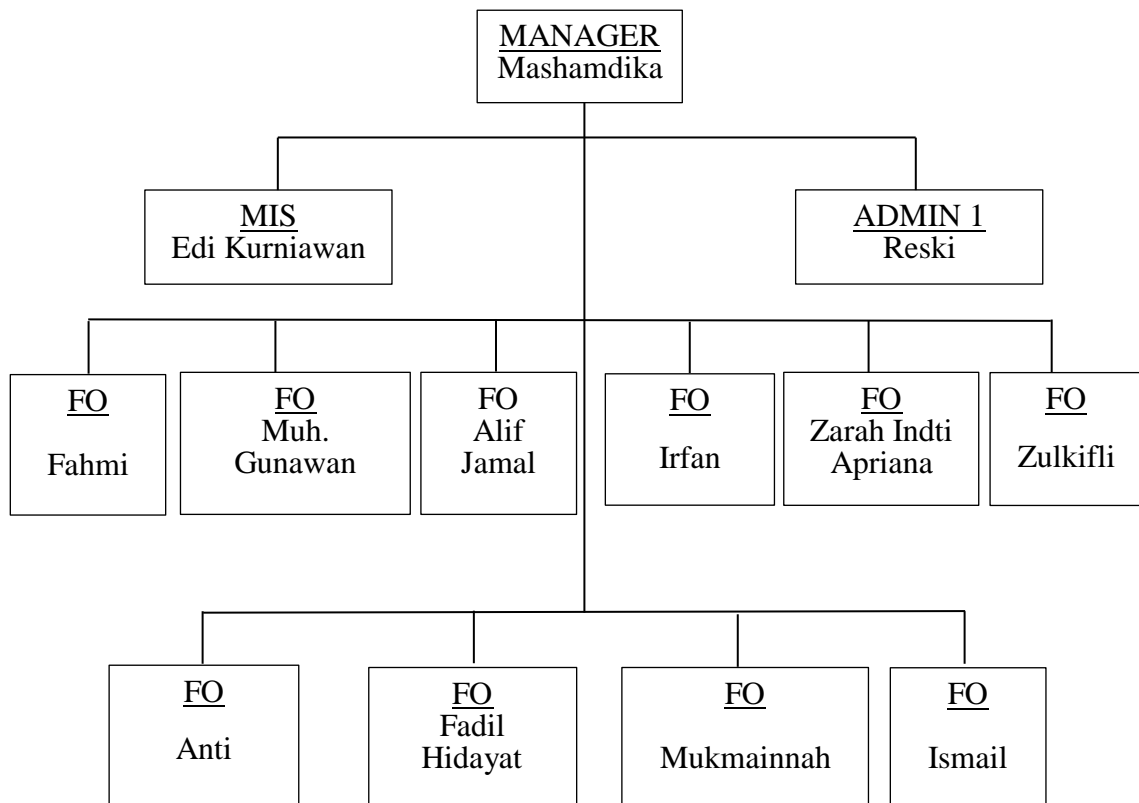 MANAGER
Mashamdika
MIS
Edi Kurniawan
ADMIN 1
Reski
FO
Fahmi
FO
Muh.
Gunawan
FO
Alif
Jamal
FO
Irfan
FO
Zarah Indti
Apriana
FO
Zulkifli
FO
Anti
FO
Fadil
Hidayat
FO
Mukmainnah
FO
Ismail